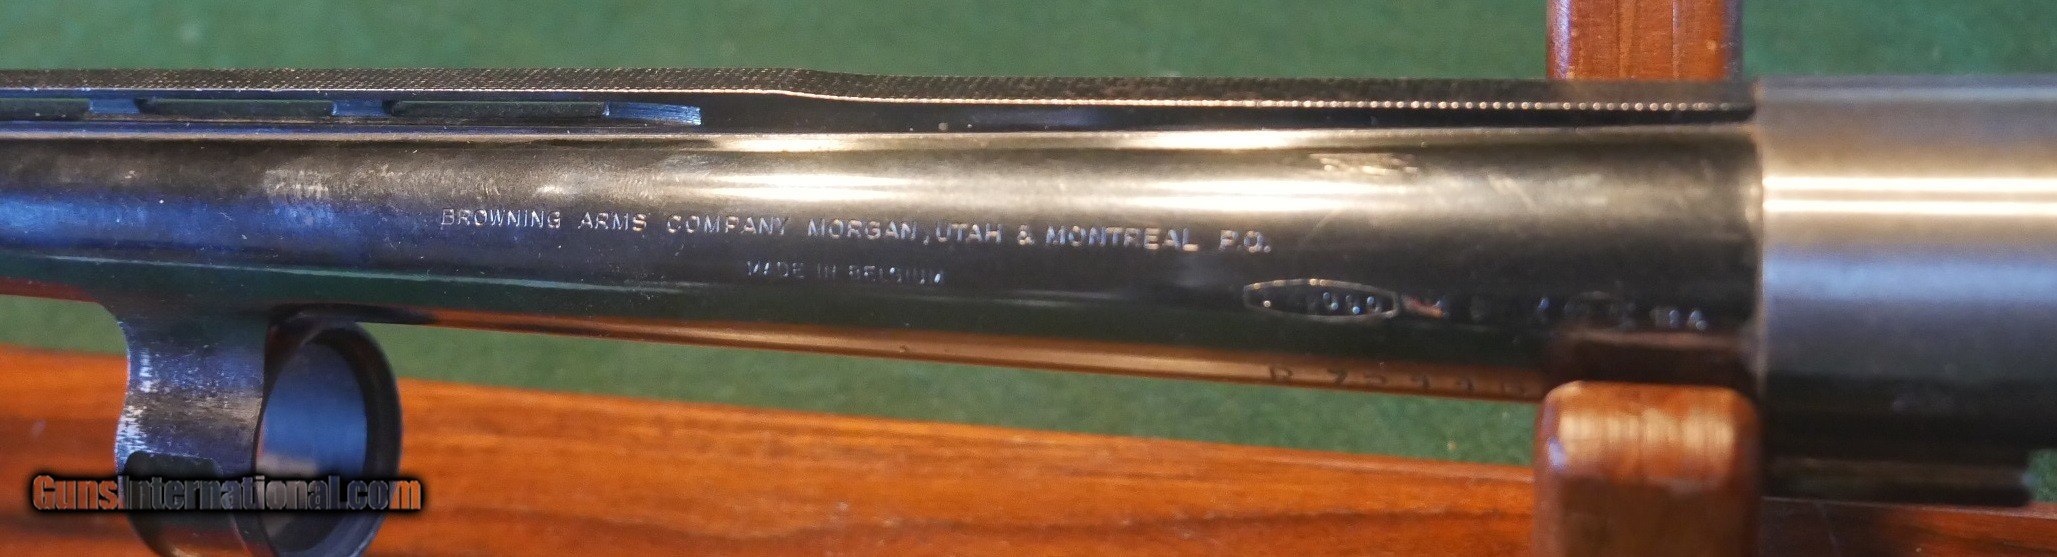 BROWNING ARMS COMPANY MORGAN, UTAH & MONTREAL P.Q.
MADE IN BELGIUM
GunsInternational.com